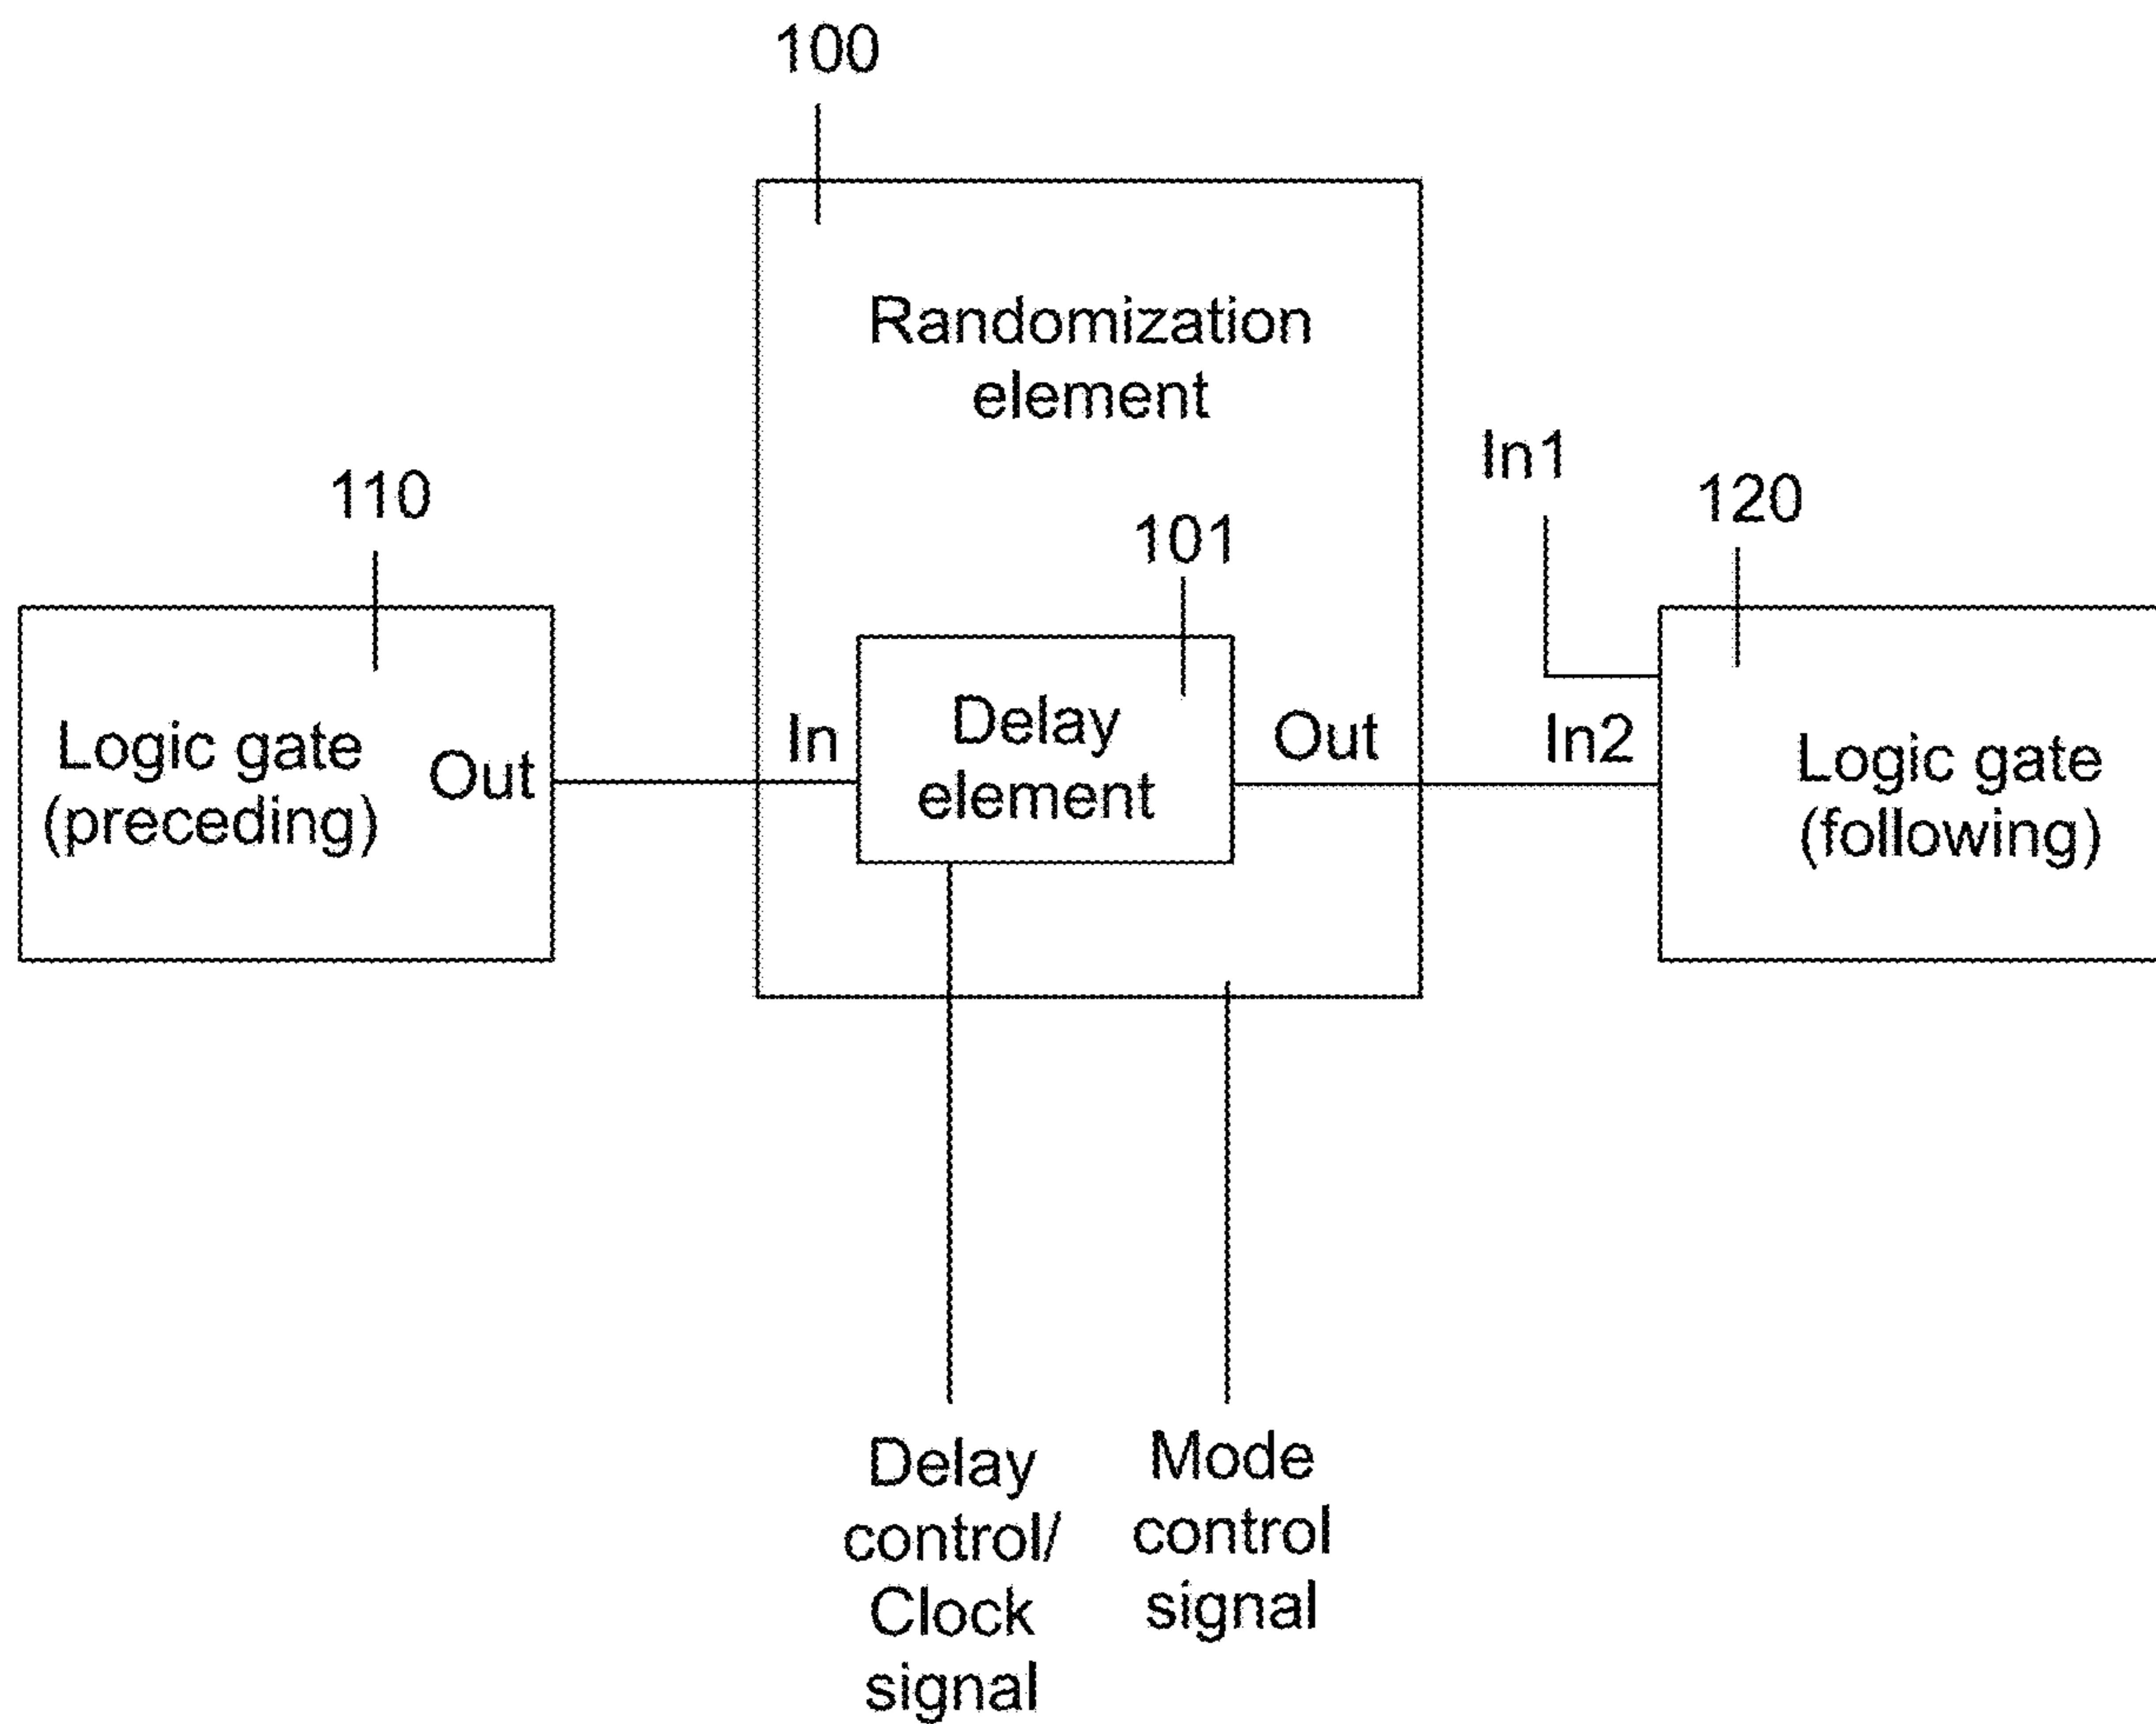 100
Randomization
element
In1
110
120
101
Logic gate
(preceding)
Out
In
Delay
element
Out
In2
Logic gate
(following)
Delay
control/
Clock
signal
Mode
control
signal